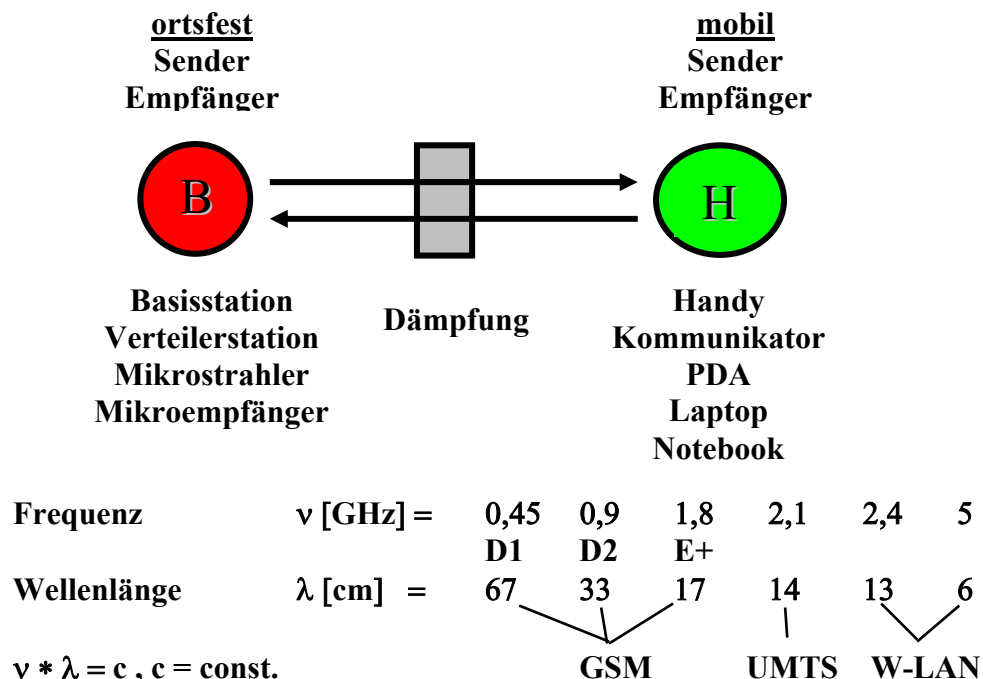 ortsfest
Sender
Empfänger
mobil
Sender
Empfänger
B
H
Basisstation
Verteilerstation
Mikrostrahler
Mikroempfänger
Dämpfung
Handy
Kommunikator
PDA
Laptop
Notebook
Frequenz ν [GHz] = 0,45 0,9 1,8 2,1 2,4 5
D1 D2 E+
Wellenlänge λ [cm] = 67 33 17 14 13 6
ν * λ = c , c = const. GSM UMTS W-LAN